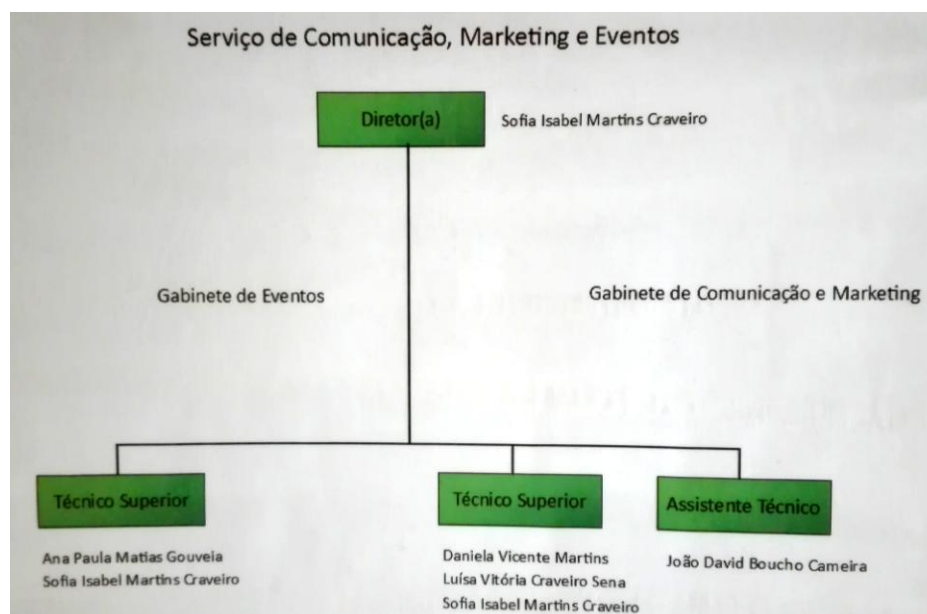 Serviço de Comunicação, Marketing e Eventos
Diretor(a)
Sofia Isabel Martins Craveiro
Gabinete de Eventos
Gabinete de Comunicação e Marketing
Técnico Superior
Técnico Superior
Assistente Técnico
Ana Paula Matias Gouveia
Sofia Isabel Martins Craveiro
Daniela Vicente Martins
Luísa Vitória Craveiro Sena
Sofia Isabel Martins Craveiro
João David Boucho Cameira